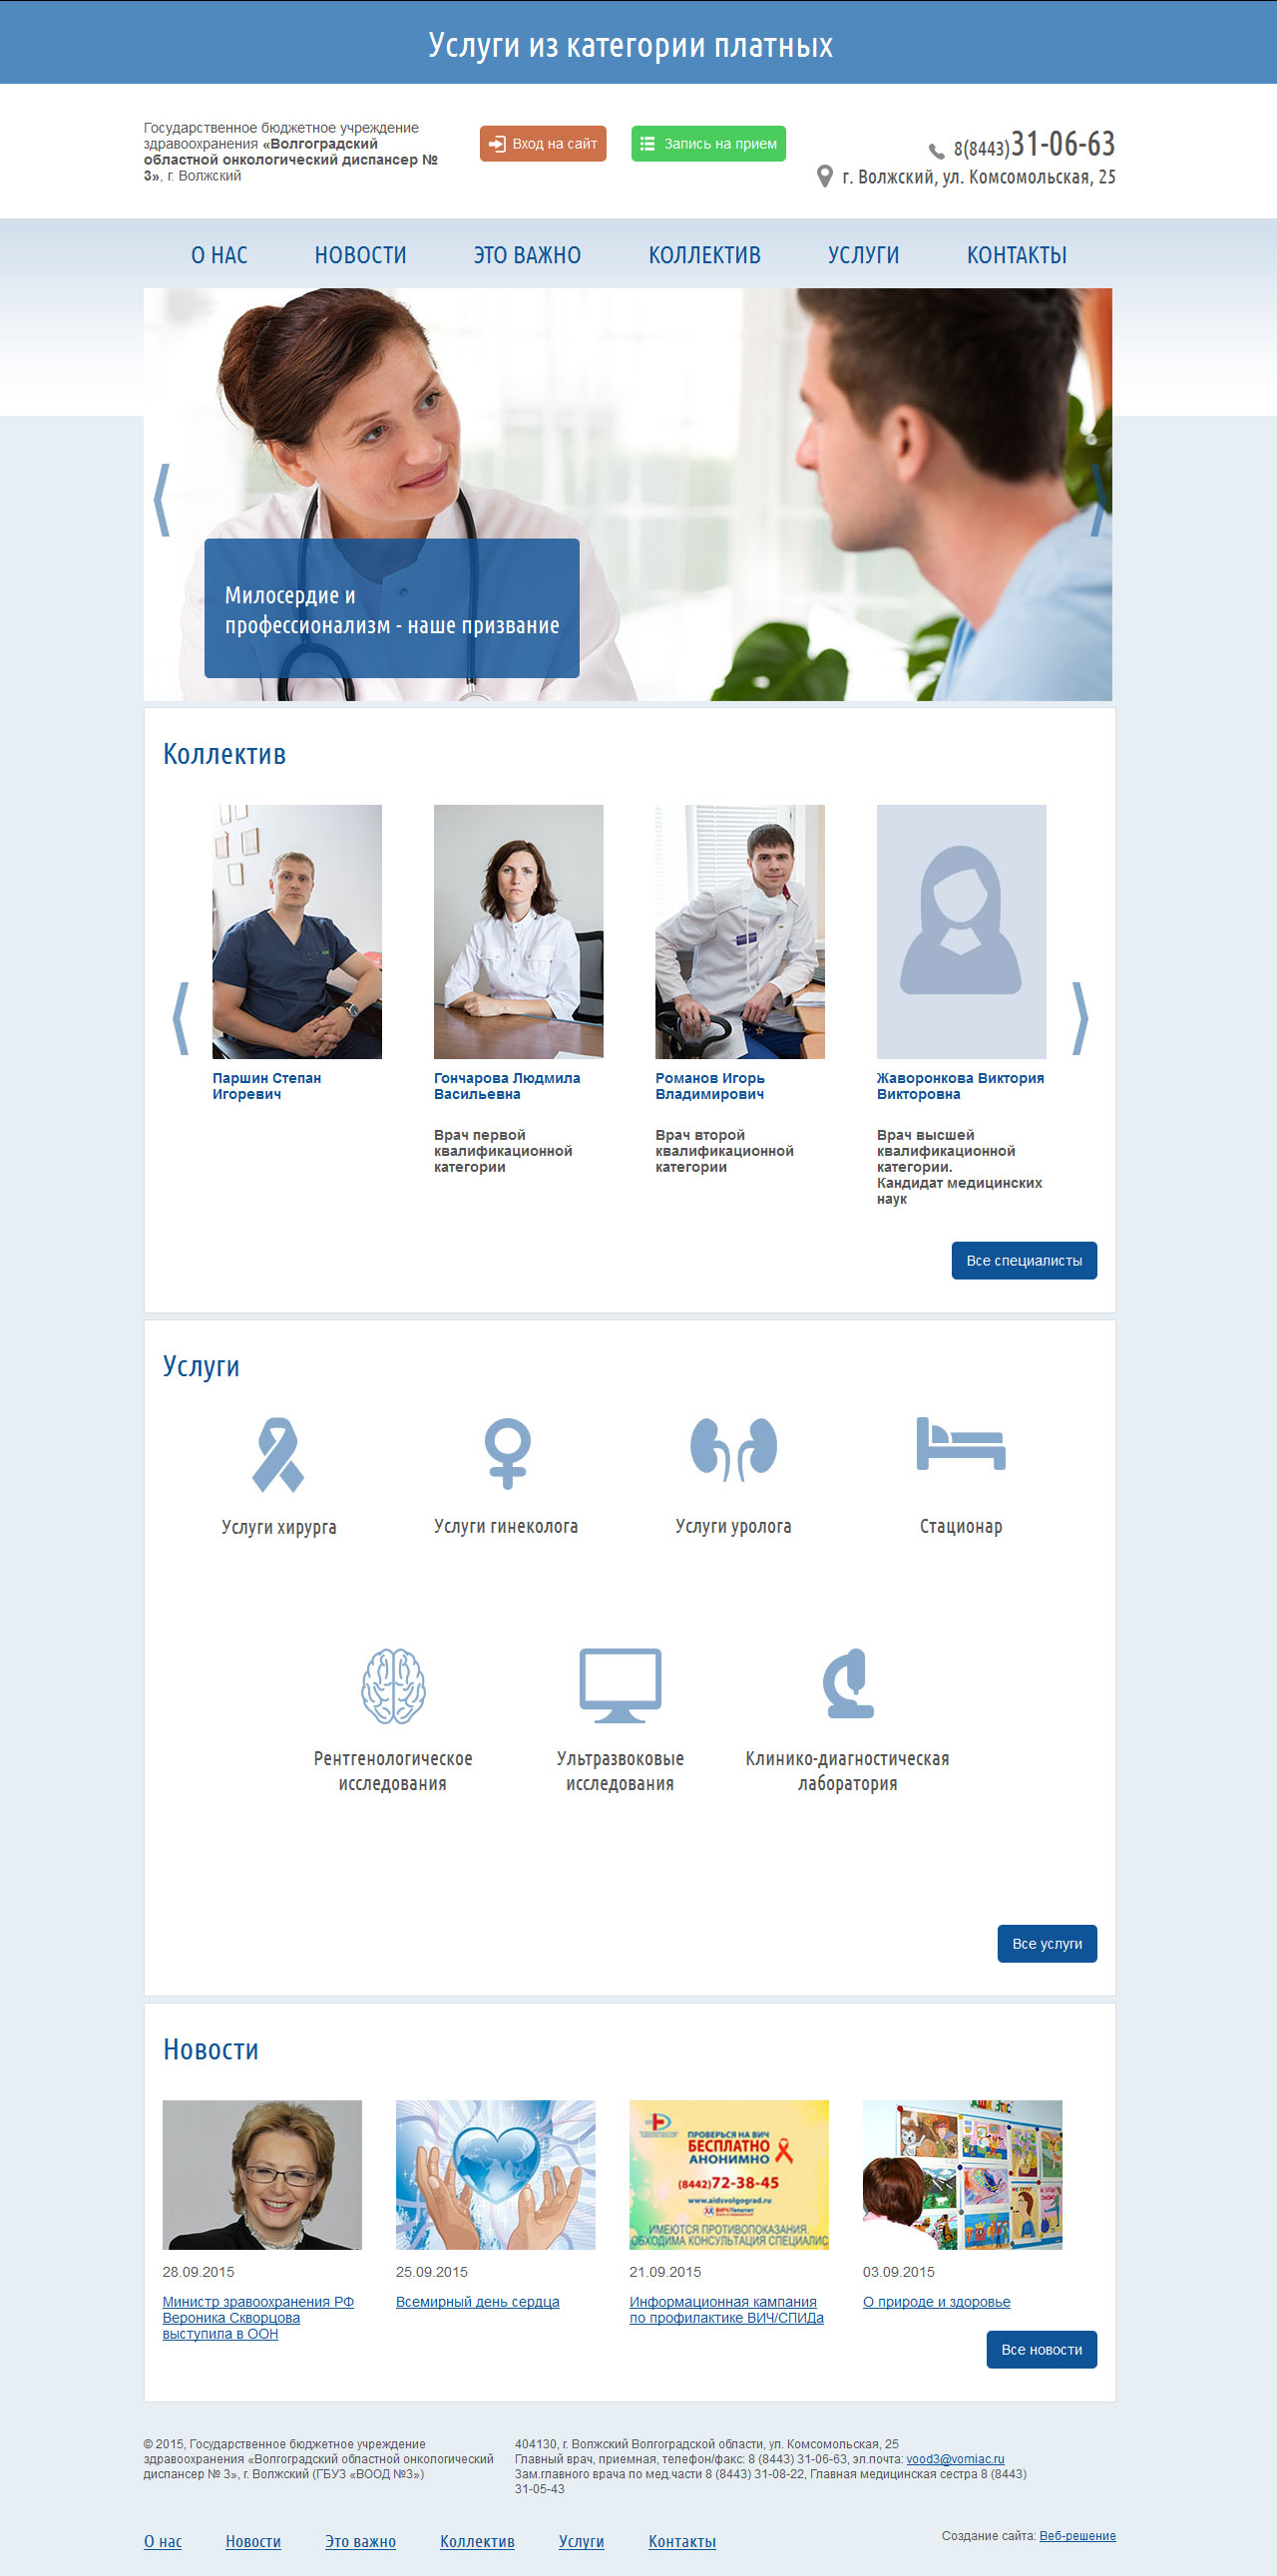 Услуги из категории платных
Государственное бюджетное учреждение
здравоохранения «Волгоградский
областной онкологический диспансер №
3», г. Волжский
Вход на сайт
Запись на прием
8(8443)31-06-63
г. Волжский, ул. Комсомольская, 25
О НАС НОВОСТИ ЭТО ВАЖНО КОЛЛЕКТИВ УСЛУГИ КОНТАКТЫ
Милосердие и
профессионализм - наше призвание
Коллектив
Паршин Степан
Игоревич
Гончарова Людмила
Васильевна
Врач первой
квалификационной
категории
Романов Игорь
Владимирович
Врач второй
квалификационной
категории
Жаворонкова Виктория
Викторовна
Врач высшей
квалификационной
категории.
Кандидат медицинских
наук
Все специалисты
Услуги
Услуги хирурга
Услуги гинеколога
Услуги уролога
Стационар
Рентгенологическое
исследования
Ультразвоковые
исследования
Клинико-диагностическая
лаборатория
Все услуги
Новости
28.09.2015
Министр зравоохранения РФ
Вероника Скворцова
выступила в ООН
25.09.2015
Всемирный день сердца
ПРОВЕРЬСЯ НА ВИЧ
БЕСПЛАТНО
АНОНИМНО
(8442)72-38-45
www.aidsvolgograd.ru
ИМЕЮТСЯ ПРОТИВОПОКАЗАНИЯ.
ОБХОДИМА КОНСУЛЬТАЦИЯ СПЕЦИАЛИС
21.09.2015
Информационная кампания
по профилактике ВИЧ/СПИДа
03.09.2015
О природе и здоровье
Все новости
© 2015, Государственное бюджетное учреждение
здравоохранения «Волгоградский областной онкологический
диспансер № 3», г. Волжский (ГБУЗ «ВООД №3»)
404130, г. Волжский Волгоградской области, ул. Комсомольская, 25
Главный врач, приемная, телефон/факс: 8 (8443) 31-06-63, эл.почта: vood3@vomiac.ru
Зам.главного врача по мед.части 8 (8443) 31-08-22, Главная медицинская сестра 8 (8443)
31-05-43
О нас Новости Это важно Коллектив Услуги Контакты
Создание сайта: Веб-решение